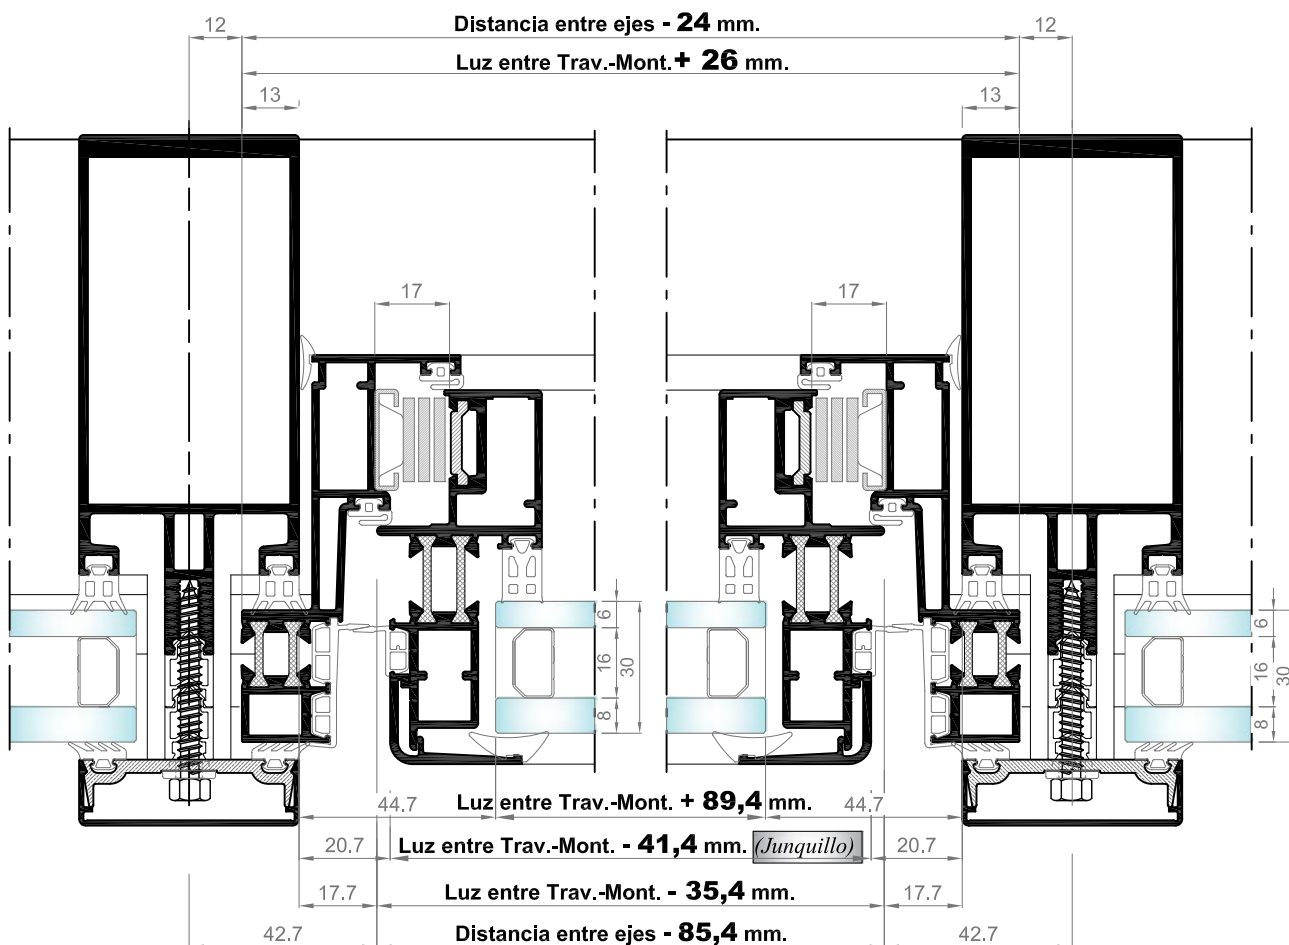 12 Distancia entre ejes - 24 mm. 12
Luz entre Trav.-Mont.+ 26 mm.
13 13
17 17
6 6
16 30 16 30
8 8
44.7 Luz entre Trav.-Mont. + 89,4 mm. 44.7
20.7 Luz entre Trav.-Mont. - 41,4 mm. (Junquillo) 20.7
17.7 Luz entre Trav.-Mont. - 35,4 mm. 17.7
42.7 Distancia entre ejes - 85,4 mm. 42.7